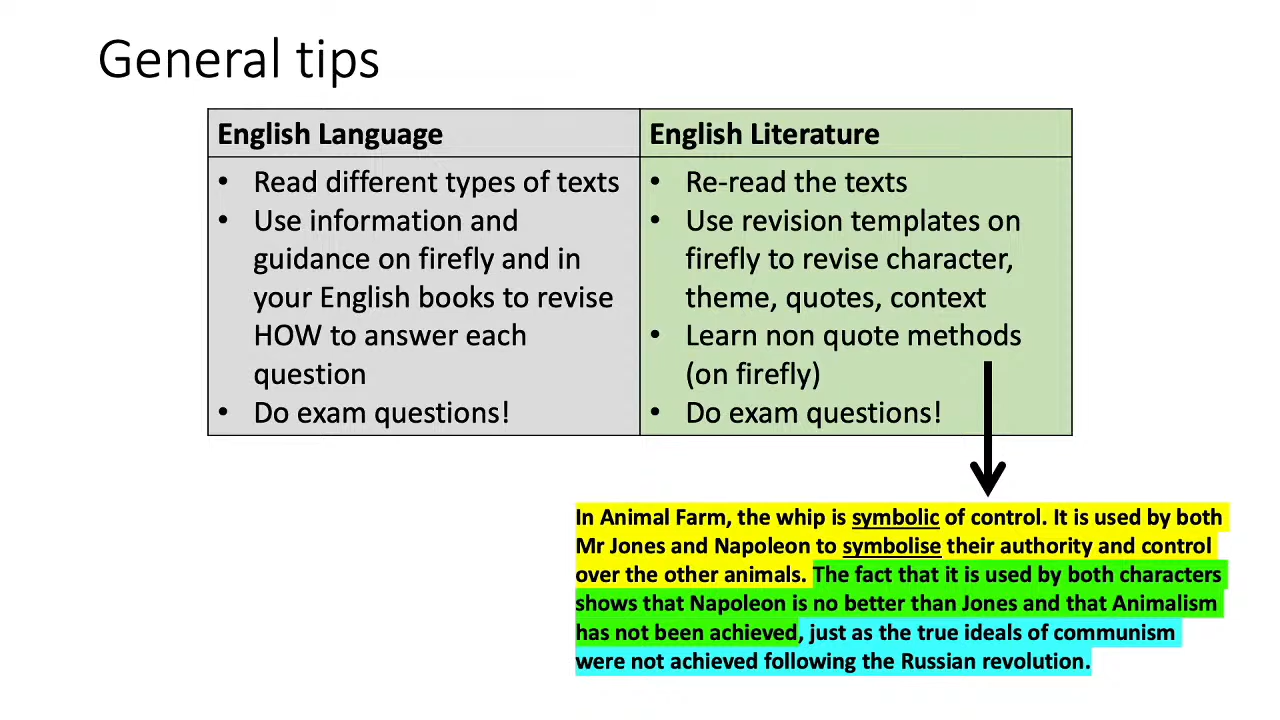 General tips
English Language
• Read different types of texts
• Use information and
guidance on firefly and in
your English books to revise
HOW to answer each
question
• Do exam questions!
English Literature
• Re-read the texts
• Use revision templates on
firefly to revise character,
theme, quotes, context
• Learn non quote methods
(on firefly)
• Do exam questions!
In Animal Farm, the whip is symbolic of control. It is used by both
Mr Jones and Napoleon to symbolise their authority and control
over the other animals. The fact that it is used by both characters
shows that Napoleon is no better than Jones and that Animalism
has not been achieved, just as the true ideals of communism
were not achieved following the Russian revolution.